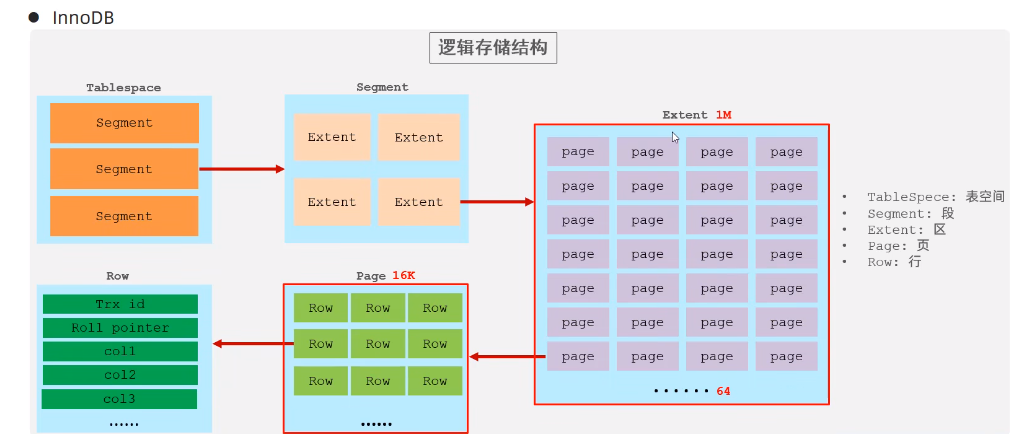 ● InnoDB
逻辑存储结构
Tablespace
Segment
Segment
Segment
Segment
Extent Extent
Extent Extent
Extent 1M
page page page page
page page page page
page page page page
page page page page
page page page page
page page page page
page page page page
······ 64
• TableSpece: 表空间
• Segment: 段
• Extent: 区
• Page: 页
• Row: 行
Row
Trx id
Roll pointer
col1
col2
col3
······
Page 16K
Row Row Row
Row Row Row
Row Row Row
······